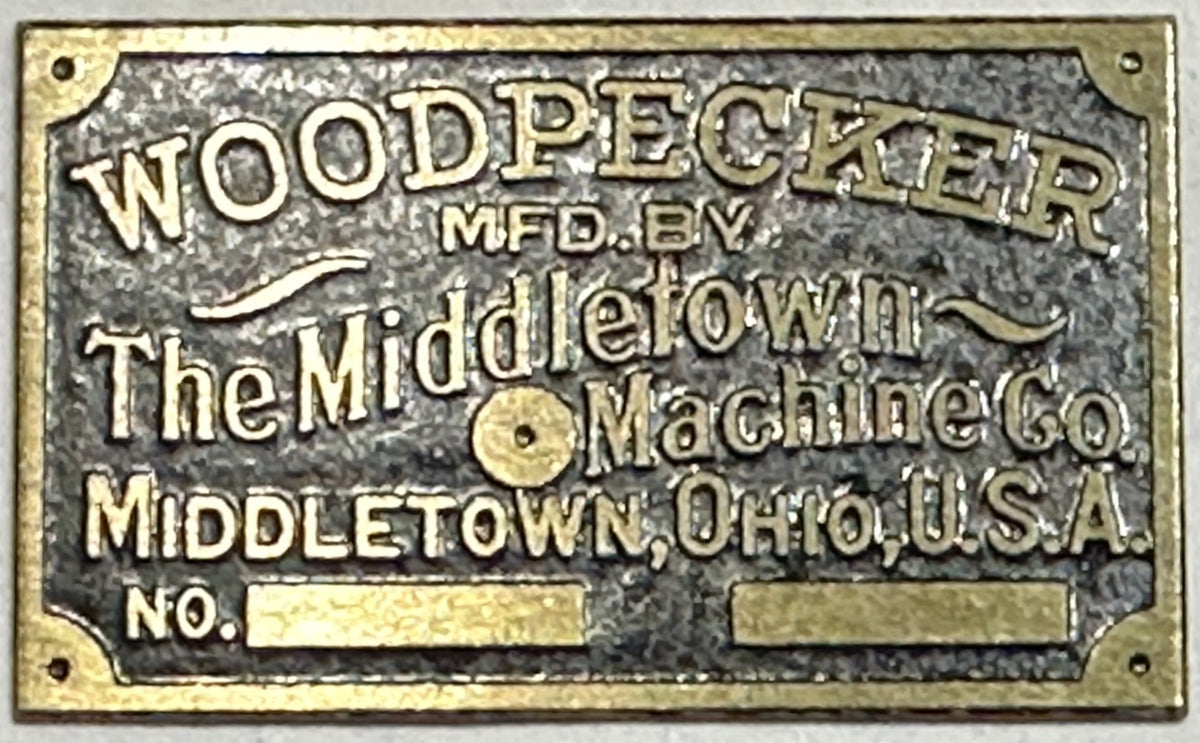 WOODPECKER
MFD. BY
The Middletown
Machine Co.
MIDDLETOWN, OHIO, U.S.A.
NO.